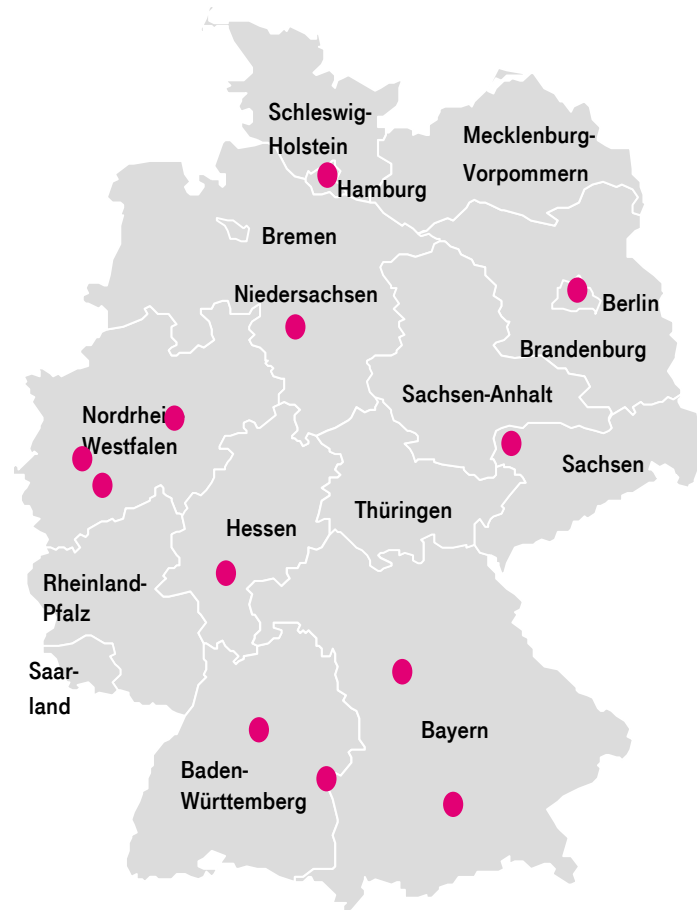 Schleswig-
Holstein
Mecklenburg-
Vorpommern
Hamburg
Bremen
Niedersachsen
Berlin
Brandenburg
Sachsen-Anhalt
Nordrhein
Westfalen
Sachsen
Thüringen
Hessen
Rheinland-
Pfalz
Saar-
land
Bayern
Baden-
Württemberg